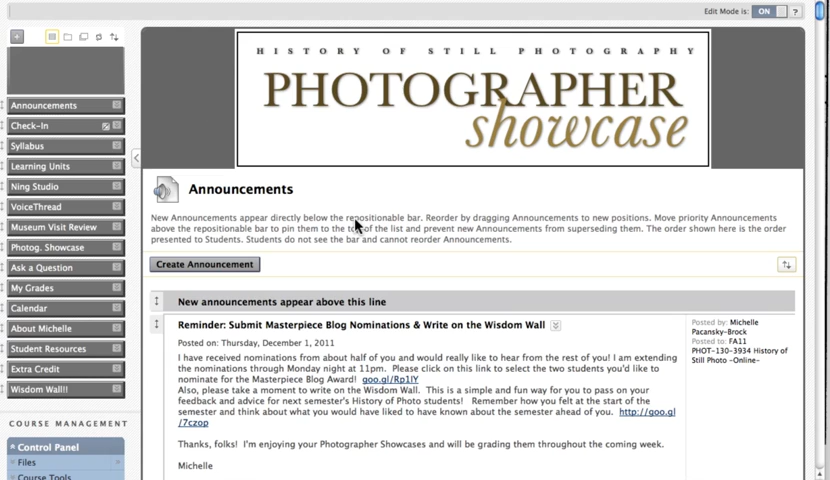 Edit Mode is: ON ?
HISTORY OF STILL PHOTOGRAPHY
PHOTOGRAPHER
showcase
Announcements
Check-In
Syllabus
Learning Units
Ning Studio
VoiceThread
Museum Visit Review
Photog. Showcase
Ask a Question
My Grades
Calendar
About Michelle
Student Resources
Extra Credit
Wisdom Wall!!
COURSE MANAGEMENT
Control Panel
Files
Course Tools
Announcements
New Announcements appear directly below the repositionable bar. Reorder by dragging Announcements to new positions. Move priority Announcements
above the repositionable bar to pin them to the top of the list and prevent new Announcements from superseding them. The order shown here is the order
presented to Students. Students do not see the bar and cannot reorder Announcements.
Create Announcement
New announcements appear above this line
Reminder: Submit Masterpiece Blog Nominations & Write on the Wisdom Wall
Posted on: Thursday, December 1, 2011
I have received nominations from about half of you and would really like to hear from the rest of you! I am extending
the nominations through Monday night at 11pm. Please click on this link to select the two students you'd like to
nominate for the Masterpiece Blog Award! goo.gl/Rp1lY
Also, please take a moment to write on the Wisdom Wall. This is a simple and fun way for you to pass on your
feedback and advice for next semester's History of Photo students! Remember how you felt at the start of the
semester and think about what you would have liked to have known about the semester ahead of you. http://goo.gl
/7czop
Thanks, folks! I'm enjoying your Photographer Showcases and will be grading them throughout the coming week.
Michelle
Posted by: Michelle
Pacansky-Brock
Posted to: FA11
PHOT-130-3934 History of
Still Photo -Online-